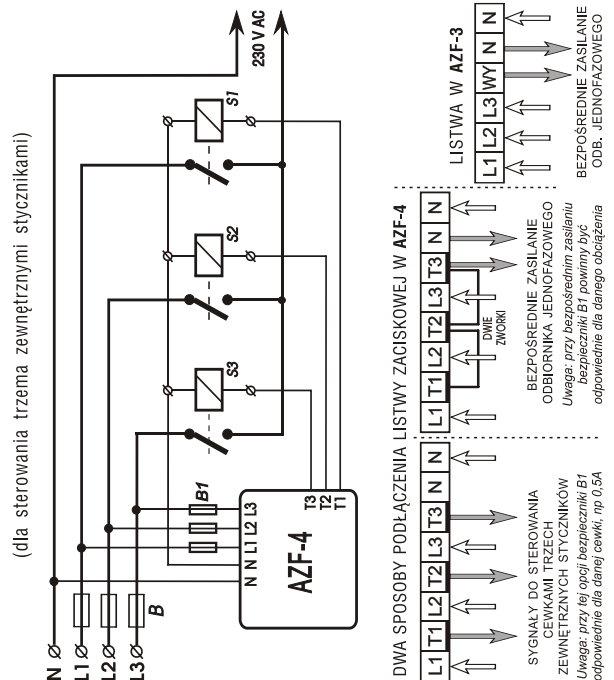 (dla sterowania trzema zewnętrznymi stycznikami)
N
L1
L2
L3
B
230 V AC
S1
S2
S3
B1
N N L1 L2 L3
T3
T2
T1
AZF-4
DWA SPOSOBY PODŁĄCZENIA LISTWY ZACISKOWEJ W AZF-4
L1 T1 L2 T2 L3 T3 N N
SYGNAŁY DO STEROWANIA
CEWKAMI TRZECH
ZEWNĘTRZNYCH STYCZNIKÓW
Uwaga: przy tej opcji bezpieczniki B1
odpowiednie dla danej cewki, np 0,5A
L1 T1 L2 T2 L3 T3 N N
DWIE
ZWORKI
BEZPOŚREDNIE ZASILANIE
ODBIORNIKA JEDNOFAZOWEGO
Uwaga: przy bezpośrednim zasilaniu
bezpieczniki B1 powinny być
odpowiednie dla danego obciążenia
LISTWA W AZF-3
L1 L2 L3 WY N N
BEZPOŚREDNIE ZASILANIE
ODB. JEDNOFAZOWEGO